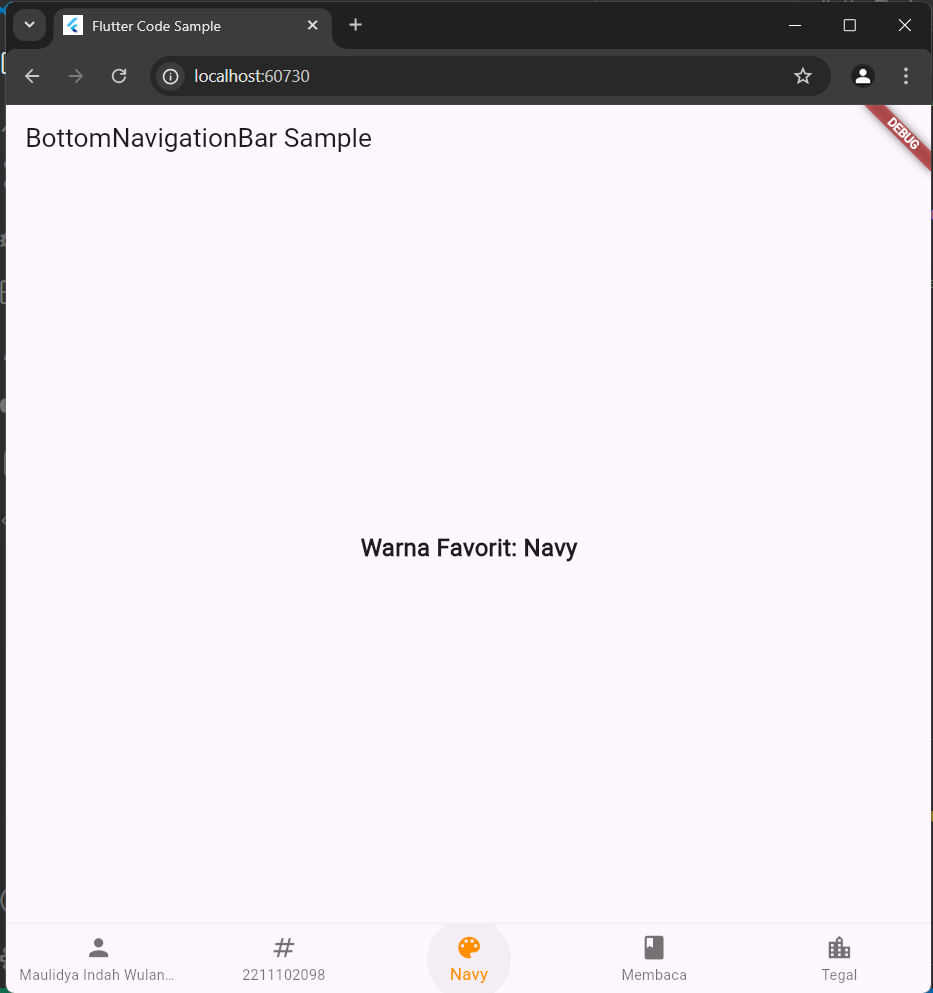 Flutter Code Sample
localhost:60730
BottomNavigationBar Sample
DEBUG
Warna Favorit: Navy
Maulidya Indah Wulan…
2211102098
Navy
Membaca
Tegal